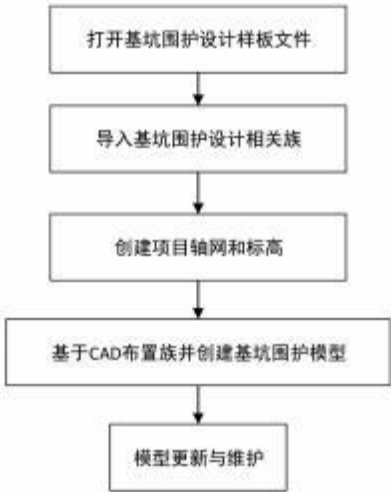 打开基坑围护设计样板文件
导入基坑围护设计相关族
创建项目轴网和标高
基于CAD布置族并创建基坑围护模型
模型更新与维护